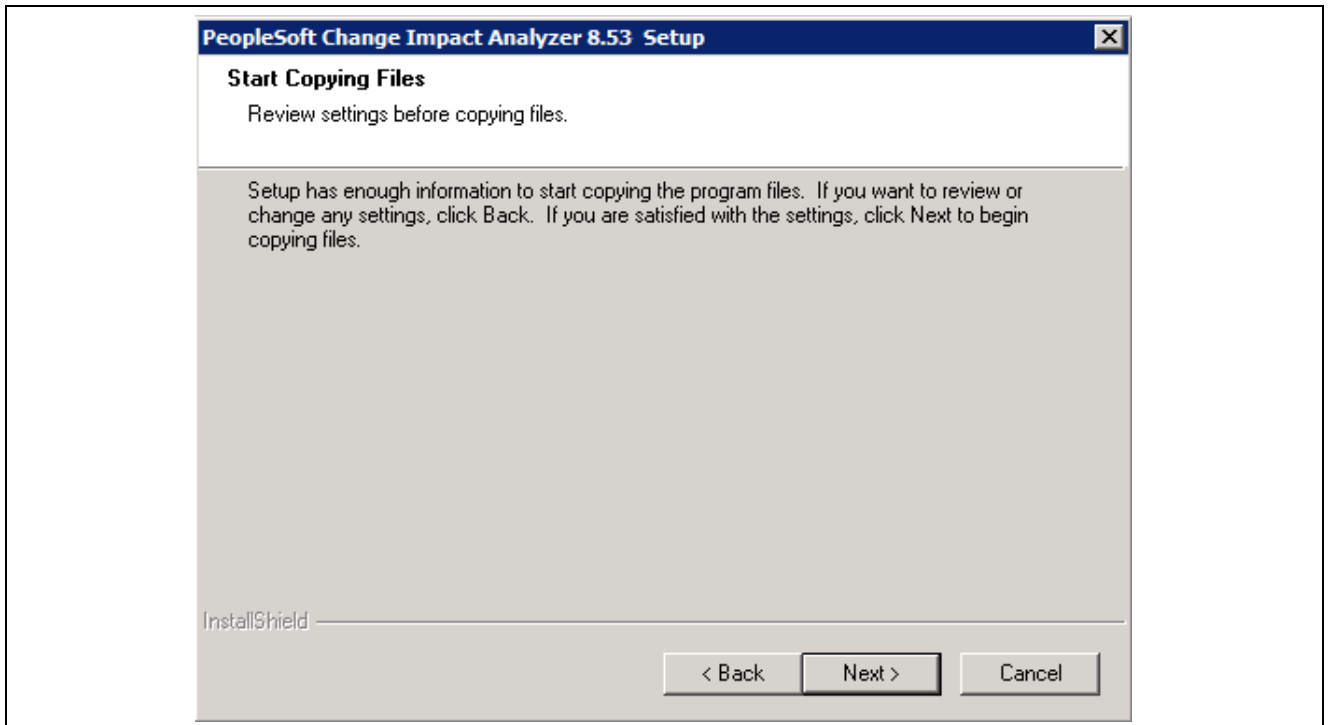 PeopleSoft Change Impact Analyzer 8.53 Setup
Start Copying Files
Review settings before copying files.
Setup has enough information to start copying the program files. If you want to review or
change any settings, click Back. If you are satisfied with the settings, click Next to begin
copying files.
InstallShield
< Back Next > Cancel